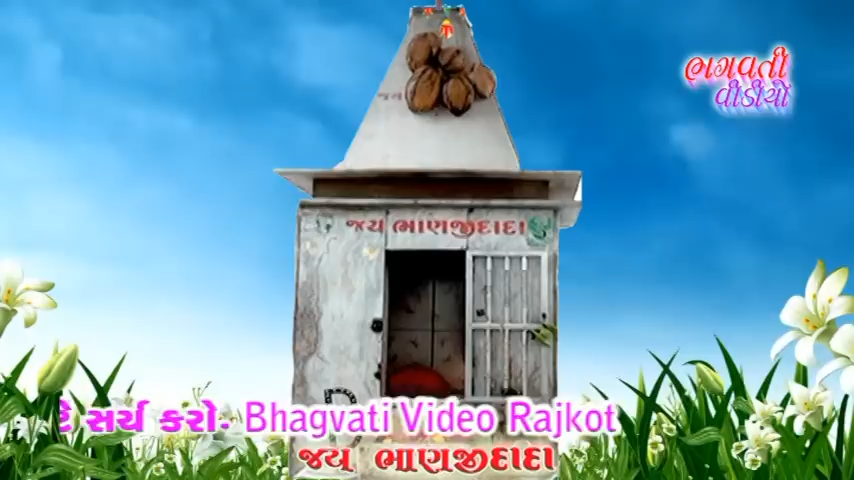 ભગવતી
વીડીયો
જય ભાણજીદાદા
સર્ચ કરો- Bhagvati Video Rajkot
જય ભાણજીદાદા